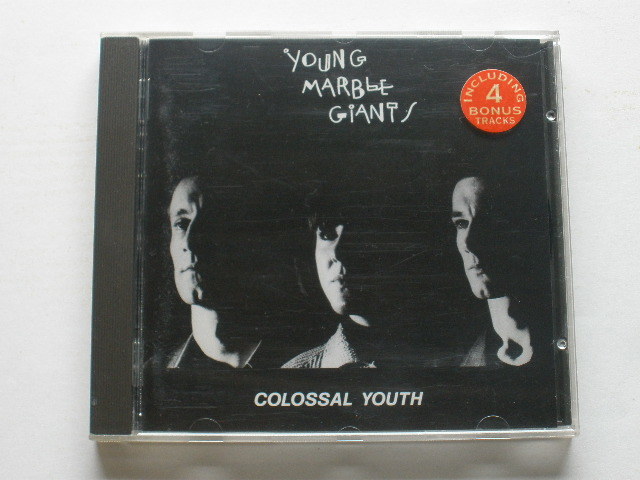 YOUNG
MARBLE
GIANTS
INCLUDING
4
BONUS
TRACKS
COLOSSAL YOUTH